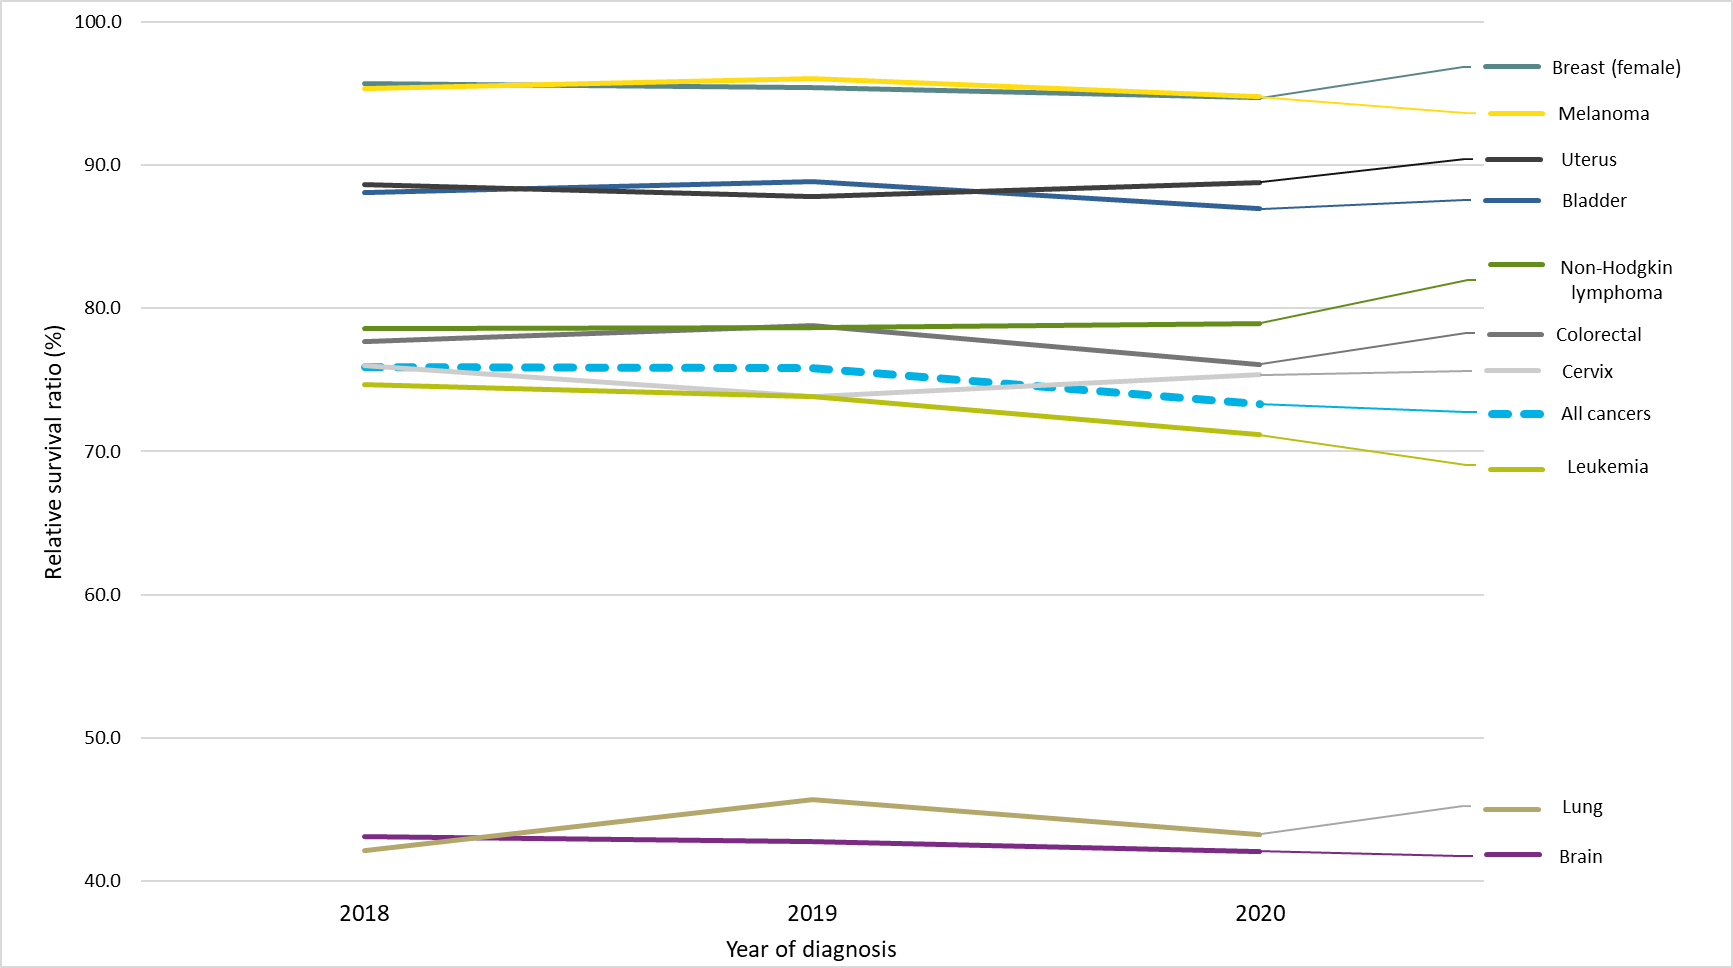 100.0
90.0
80.0
70.0
60.0
50.0
40.0
Relative survival ratio (%)
2018
2019
2020
Year of diagnosis
Breast (female)
Melanoma
Uterus
Bladder
Non-Hodgkin
lymphoma
Colorectal
Cervix
All cancers
Leukemia
Lung
Brain